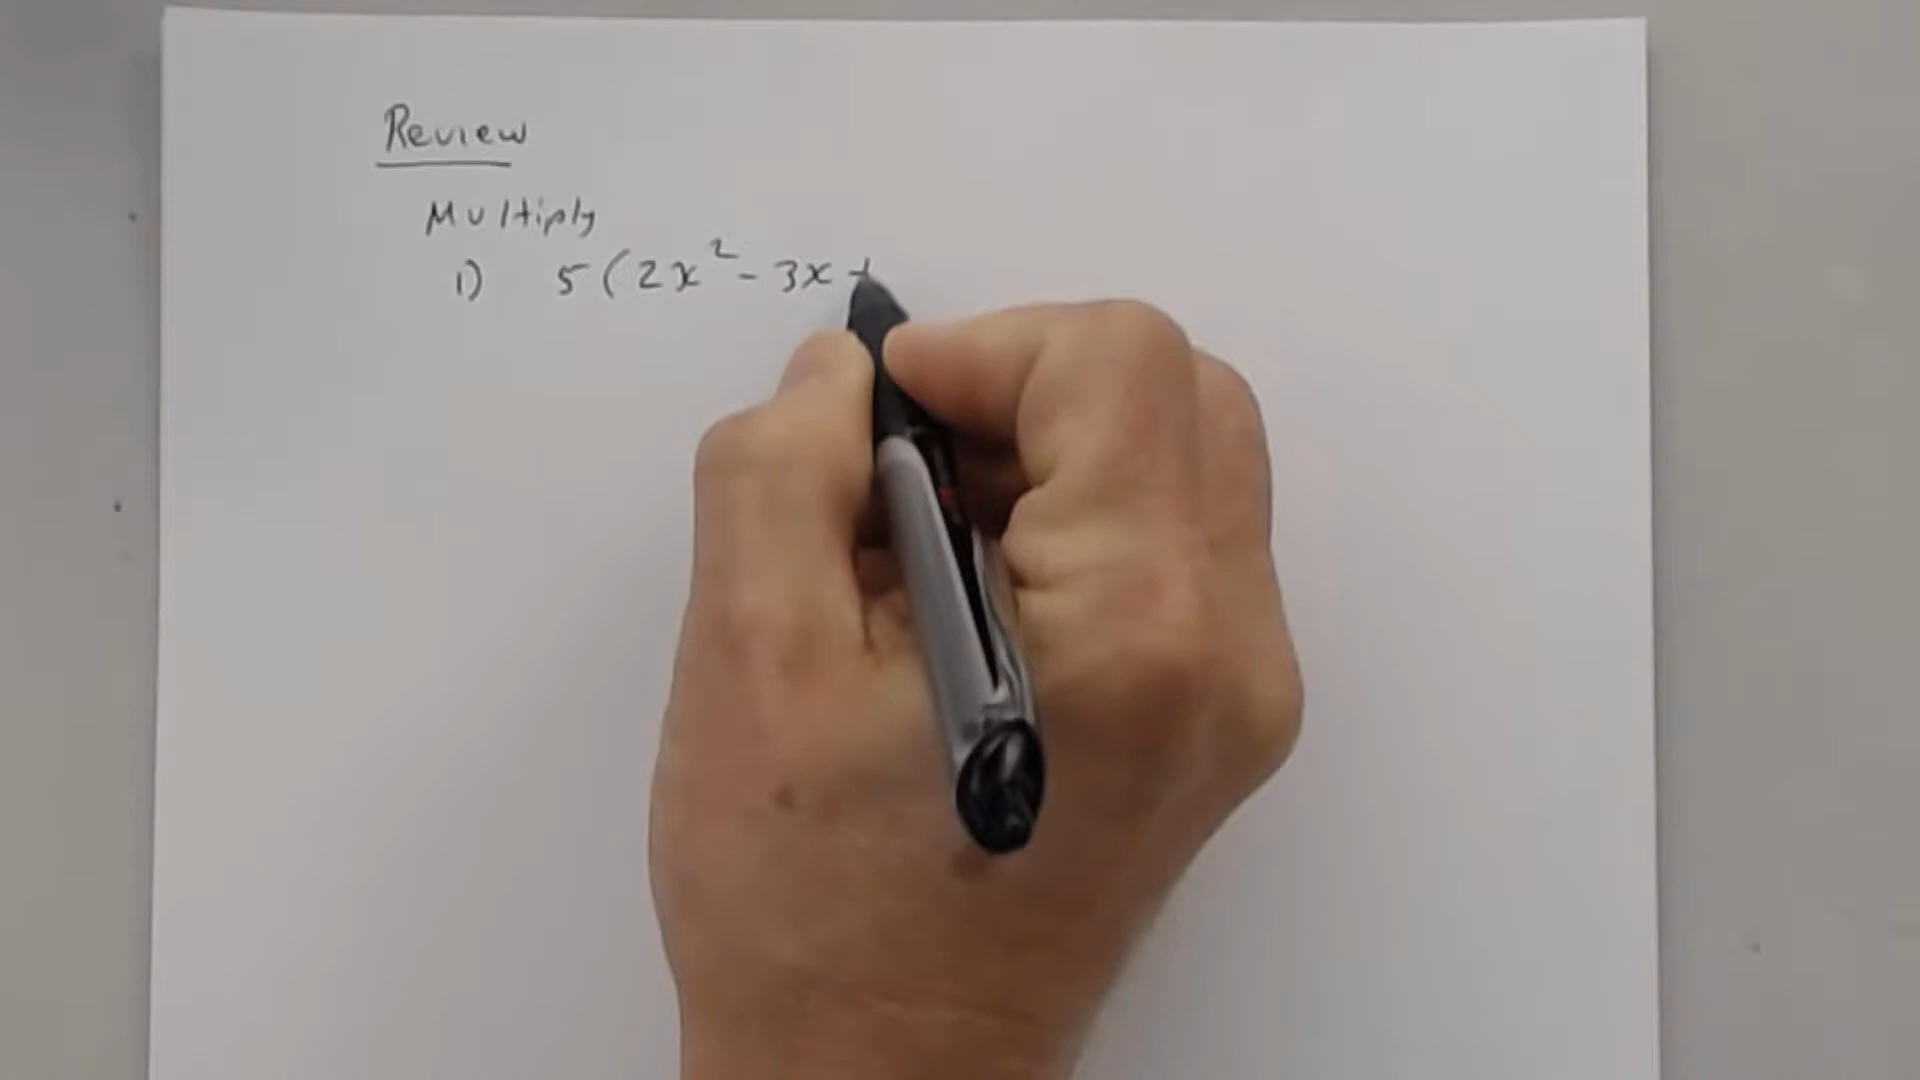 Review
Multiply
1) 5(2x² - 3x +